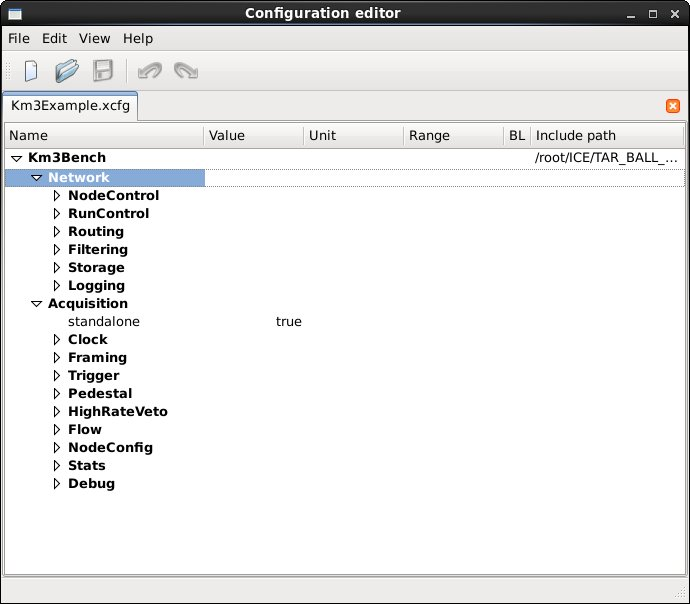 Configuration editor
File Edit View Help
Km3Example.xcfg
Name Value Unit Range BL Include path
Km3Bench /root/ICE/TAR_BALL_...
Network
NodeControl
RunControl
Routing
Filtering
Storage
Logging
Acquisition
standalone true
Clock
Framing
Trigger
Pedestal
HighRateVeto
Flow
NodeConfig
Stats
Debug